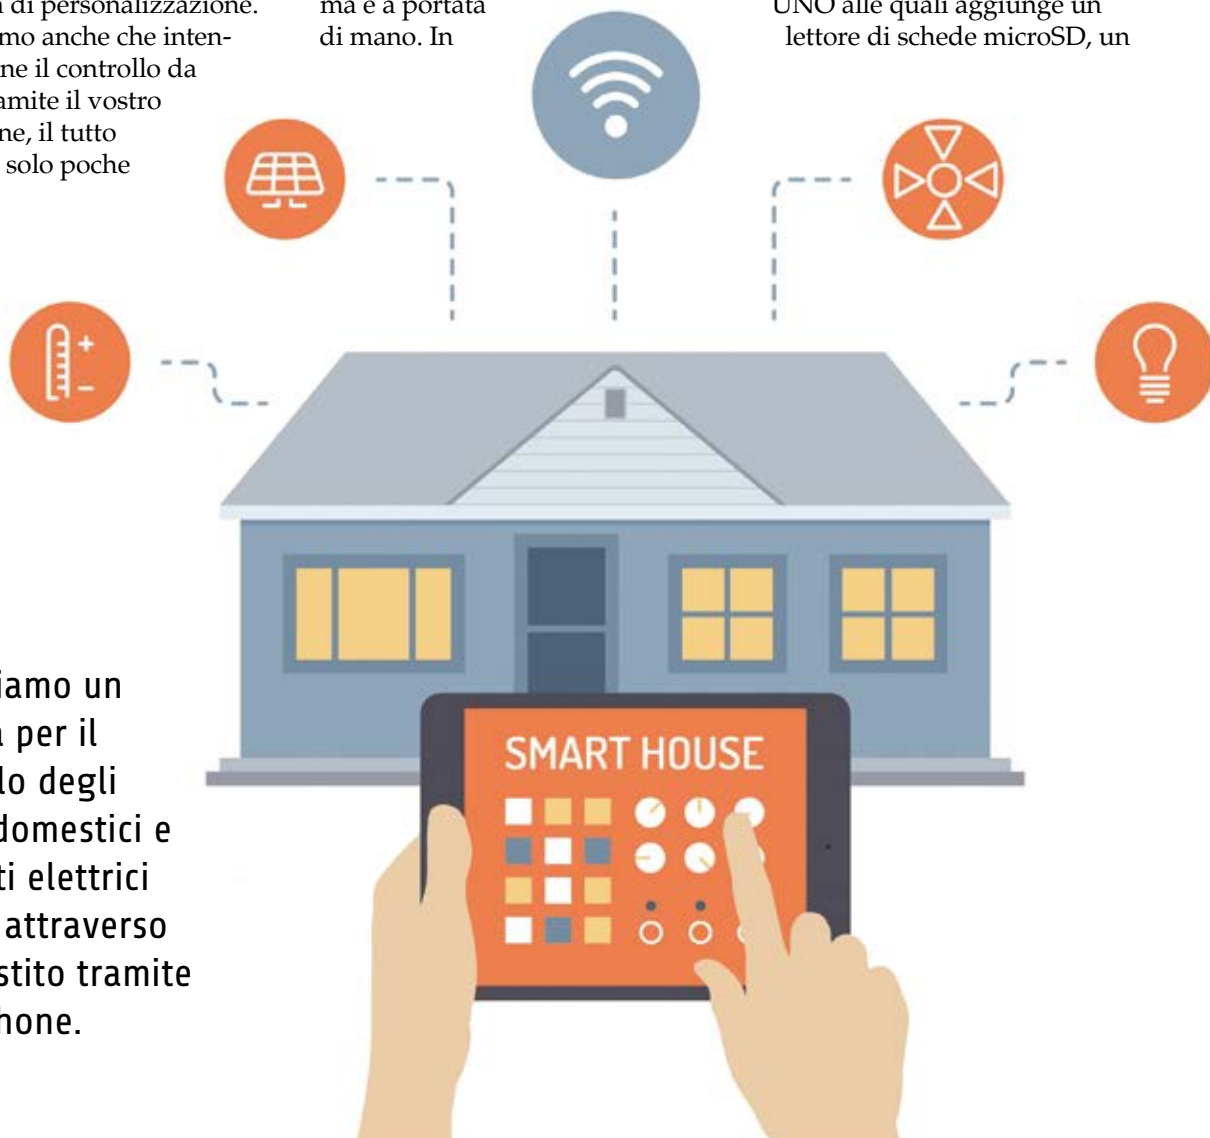 di personalizzazione.
mo anche che inten-
ne il controllo da
amite il vostro
ne, il tutto
solo poche
ma è a portata
di mano. In
UNO alle quali aggiunge un
lettore di schede microSD, un
iamo un
per il
lo degli
domestici e
ti elettrici
attraverso
stito tramite
hone.
SMART HOUSE